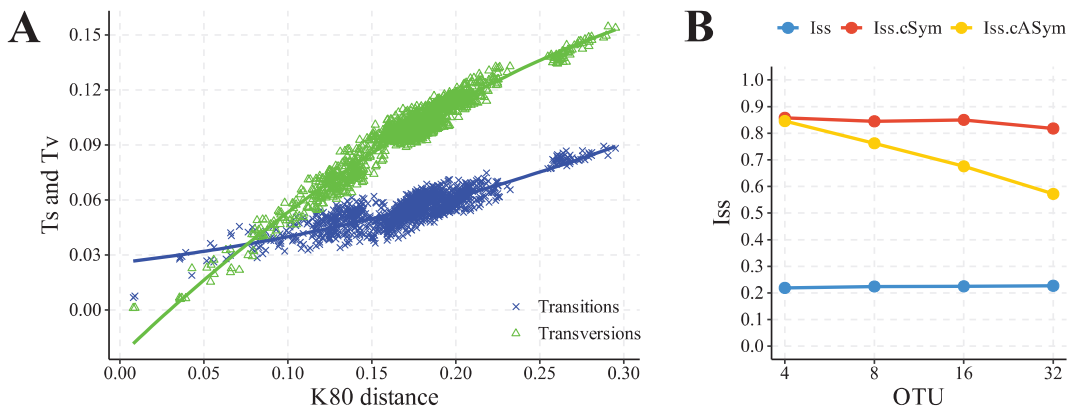 A
Ts and Tv
0.15
0.12
0.09
0.06
0.03
0.00
Transitions
Transversions
0.00 0.05 0.10 0.15 0.20 0.25 0.30
K80 distance
B
Iss Iss.cSym Iss.cASym
Iss
1.0
0.9
0.8
0.7
0.6
0.5
0.4
0.3
0.2
0.1
0.0
4 8 16 32
OTU